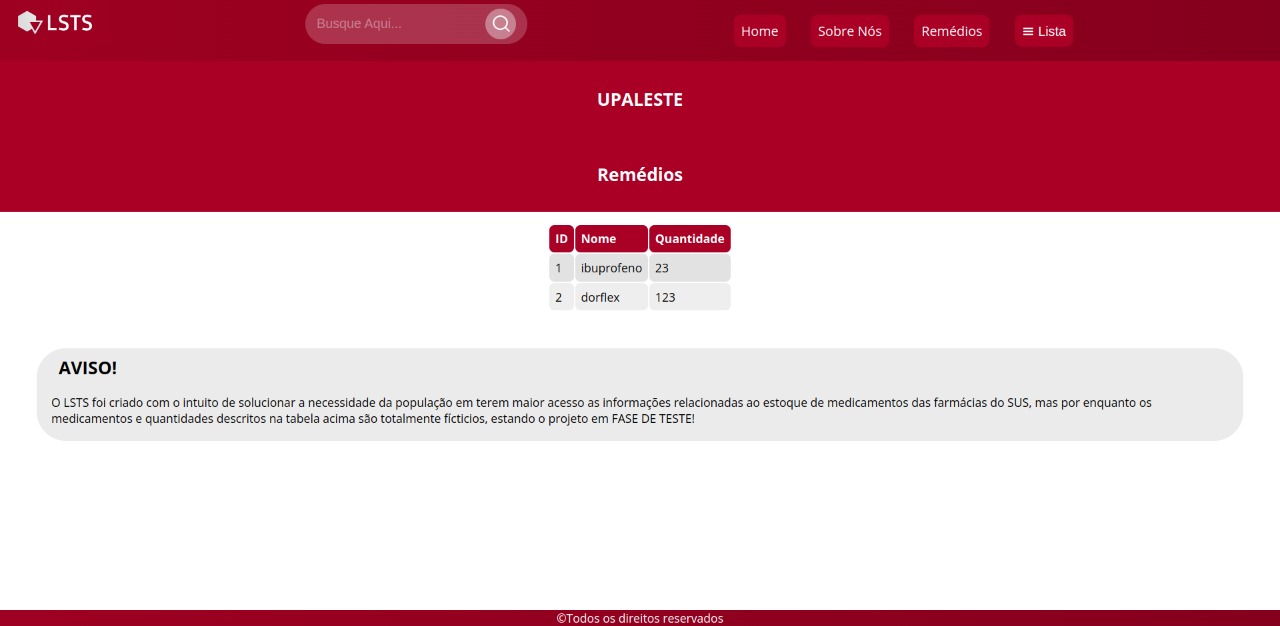 LSTS
Busque Aqui...
Home
Sobre Nós
Remédios
Lista
UPALESTE
Remédios
ID Nome Quantidade
1 ibuprofeno 23
2 dorflex 123
AVISO!
O LSTS foi criado com o intuito de solucionar a necessidade da população em terem maior acesso as informações relacionadas ao estoque de medicamentos das farmácias do SUS, mas por enquanto os
medicamentos e quantidades descritos na tabela acima são totalmente fícticios, estando o projeto em FASE DE TESTE!
©Todos os direitos reservados